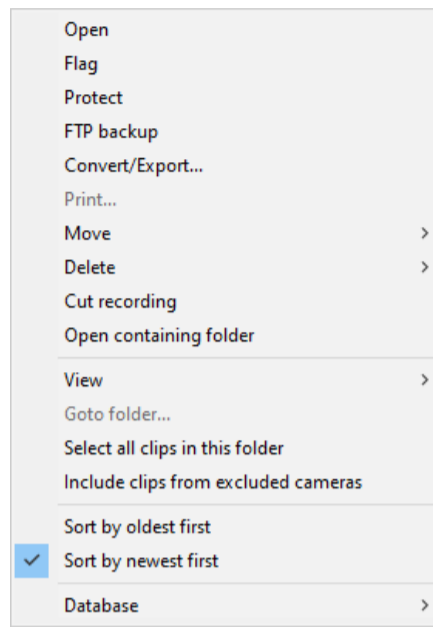 Open
Flag
Protect
FTP backup
Convert/Export...
Print...
Move
Delete
Cut recording
Open containing folder
View
Goto folder...
Select all clips in this folder
Include clips from excluded cameras
Sort by oldest first
Sort by newest first
Database